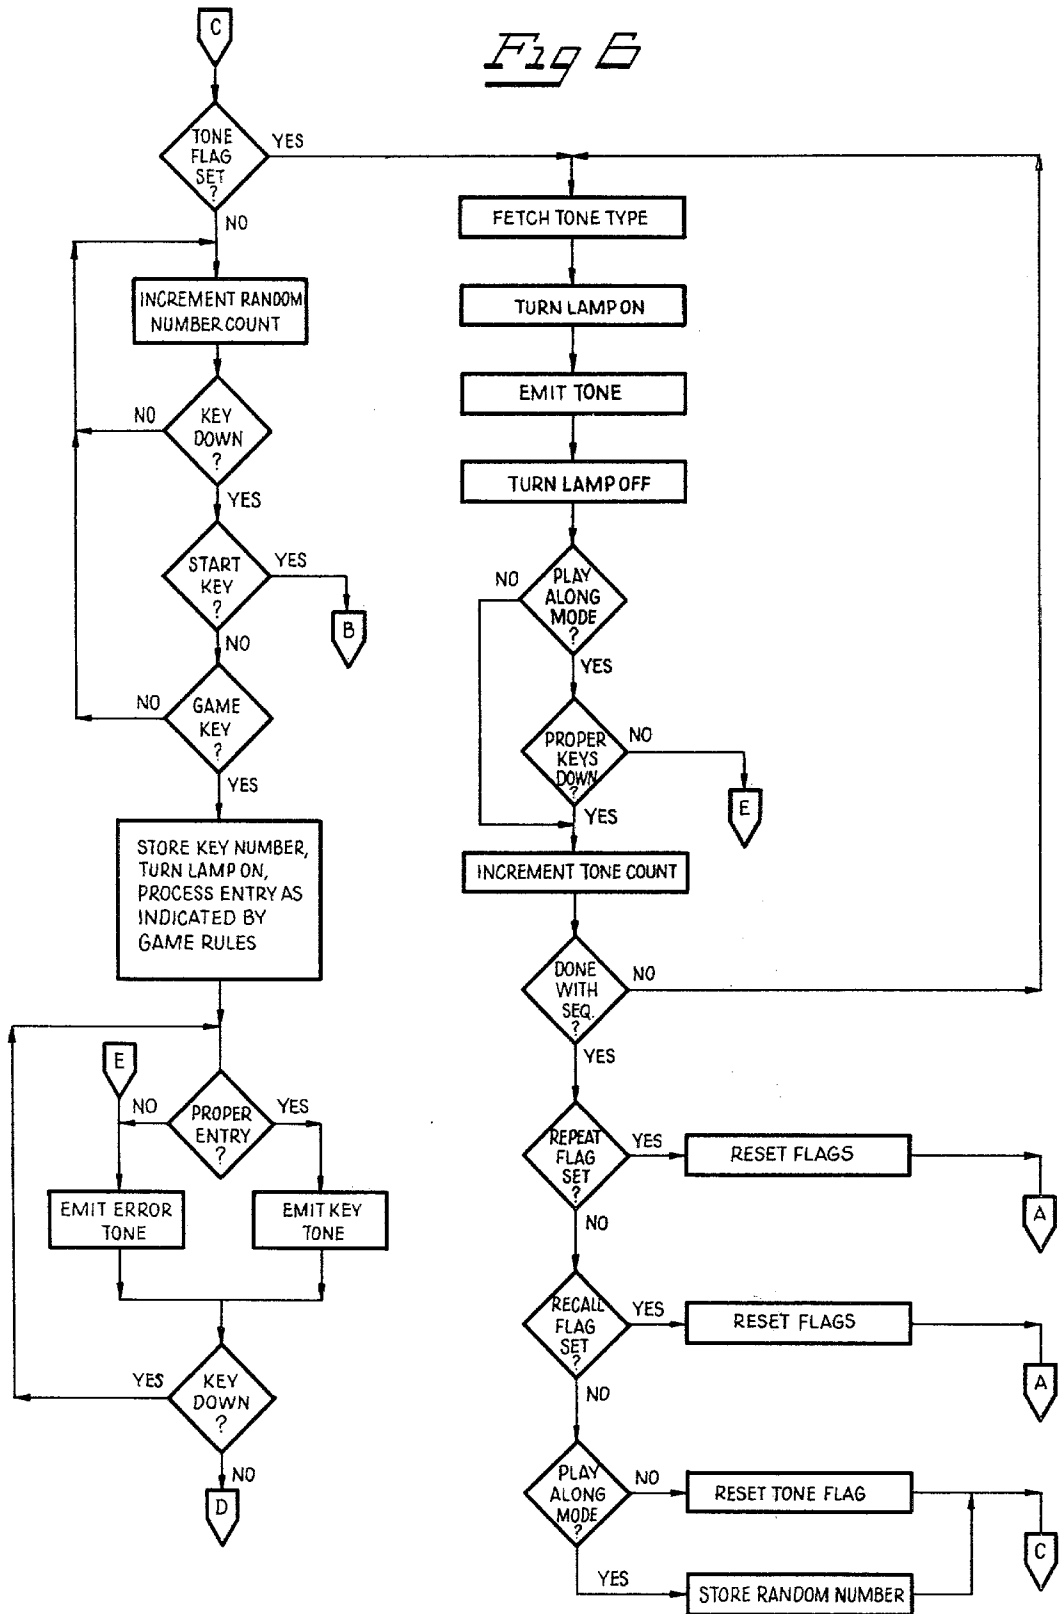 Fig 6
C
TONE
FLAG
SET
?
YES
NO
INCREMENT RANDOM
NUMBER COUNT
KEY
DOWN
?
NO
YES
START
KEY
?
YES
B
NO
GAME
KEY
?
NO
YES
STORE KEY NUMBER,
TURN LAMP ON,
PROCESS ENTRY AS
INDICATED BY
GAME RULES
E
PROPER
ENTRY
?
NO
YES
EMIT ERROR
TONE
EMIT KEY
TONE
KEY
DOWN
?
YES
NO
D
FETCH TONE TYPE
TURN LAMP ON
EMIT TONE
TURN LAMP OFF
PLAY
ALONG
MODE
?
NO
YES
PROPER
KEYS
DOWN
?
NO
E
YES
INCREMENT TONE COUNT
DONE
WITH
SEQ.
?
NO
YES
REPEAT
FLAG
SET
?
YES
RESET FLAGS
A
NO
RECALL
FLAG
SET
?
YES
RESET FLAGS
A
NO
PLAY
ALONG
MODE
?
NO
RESET TONE FLAG
C
YES
STORE RANDOM NUMBER